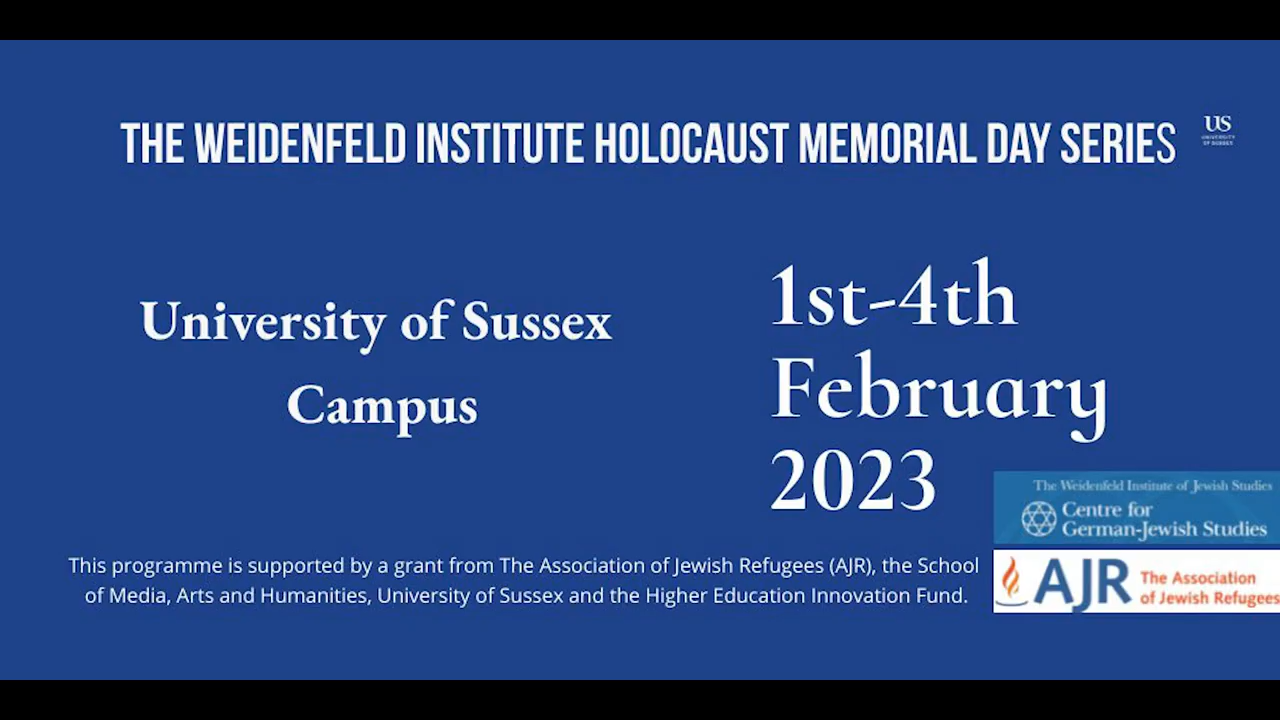 THE WEIDENFELD INSTITUTE HOLOCAUST MEMORIAL DAY SERIES
US
UNIVERSITY
OF SUSSEX
University of Sussex
Campus
1st-4th
February
2023
The Weidenfeld Institute of Jewish Studies
Centre for
German-Jewish Studies
This programme is supported by a grant from The Association of Jewish Refugees (AJR), the School
of Media, Arts and Humanities, University of Sussex and the Higher Education Innovation Fund.
AJR The Association
of Jewish Refugees